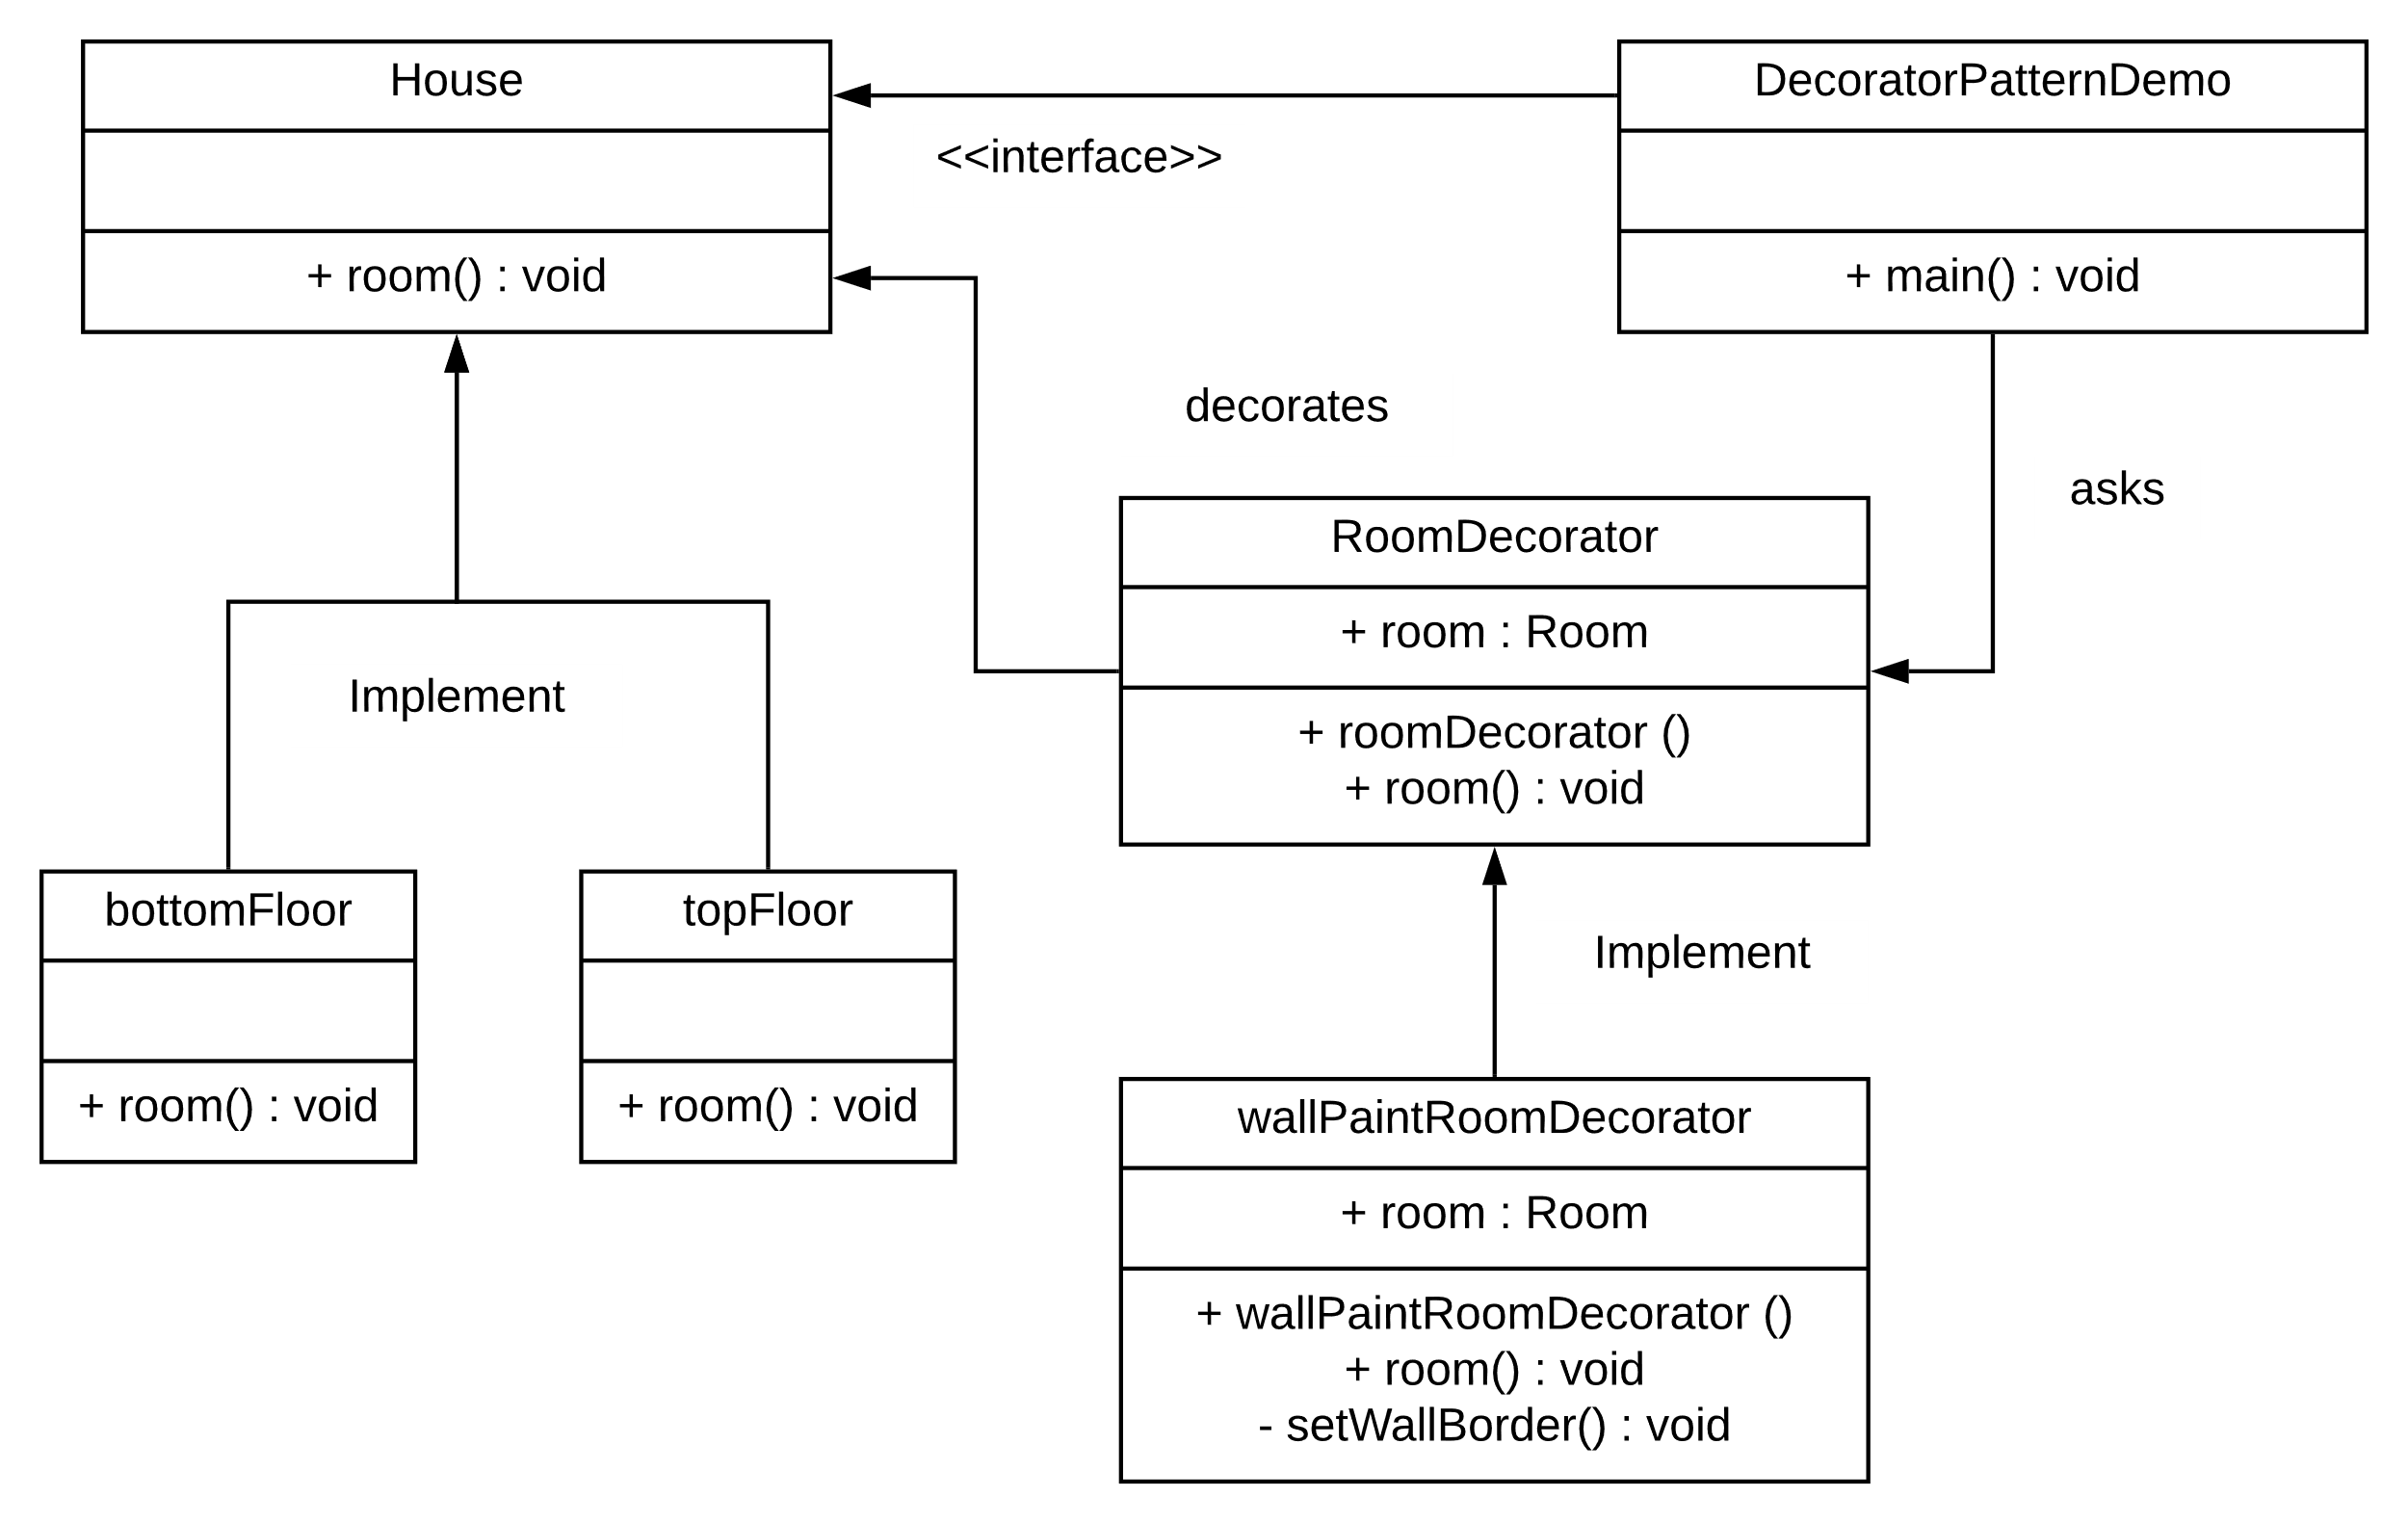 House
+ room() : void
DecoratorPatternDemo
+ main() : void
<<interface>>
decorates
asks
RoomDecorator
+ room : Room
+ roomDecorator ()
+ room() : void
Implement
bottomFloor
+ room() : void
topFloor
+ room() : void
Implement
wallPaintRoomDecorator
+ room : Room
+ wallPaintRoomDecorator ()
+ room() : void
- setWallBorder() : void